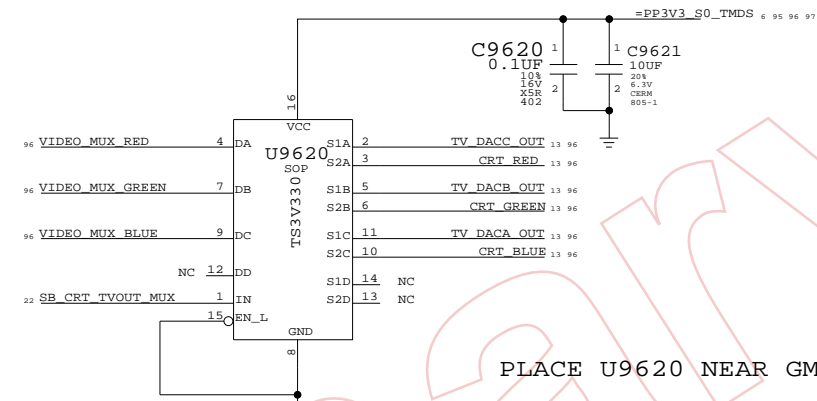 =PP3V3_S0_TMDS 6 95 96 97
C9620 1
0.1UF
10%
16V
X5R
402
2
1 C9621
10UF
20%
6.3V
CERM
805-1
2
16
VCC
U9620
SOP
TS3V330
96 VIDEO_MUX_RED 4 DA
S1A 2 TV_DACC_OUT 13 96
S2A 3 CRT_RED 13 96
96 VIDEO_MUX_GREEN 7 DB
S1B 5 TV_DACB_OUT 13 96
S2B 6 CRT_GREEN 13 96
96 VIDEO_MUX_BLUE 9 DC
S1C 11 TV_DACA_OUT 13 96
S2C 10 CRT_BLUE 13 96
NC 12 DD
S1D 14 NC
22 SB_CRT_TVOUT_MUX 1 IN
S2D 13 NC
15 EN_L
GND
8
PLACE U9620 NEAR GM